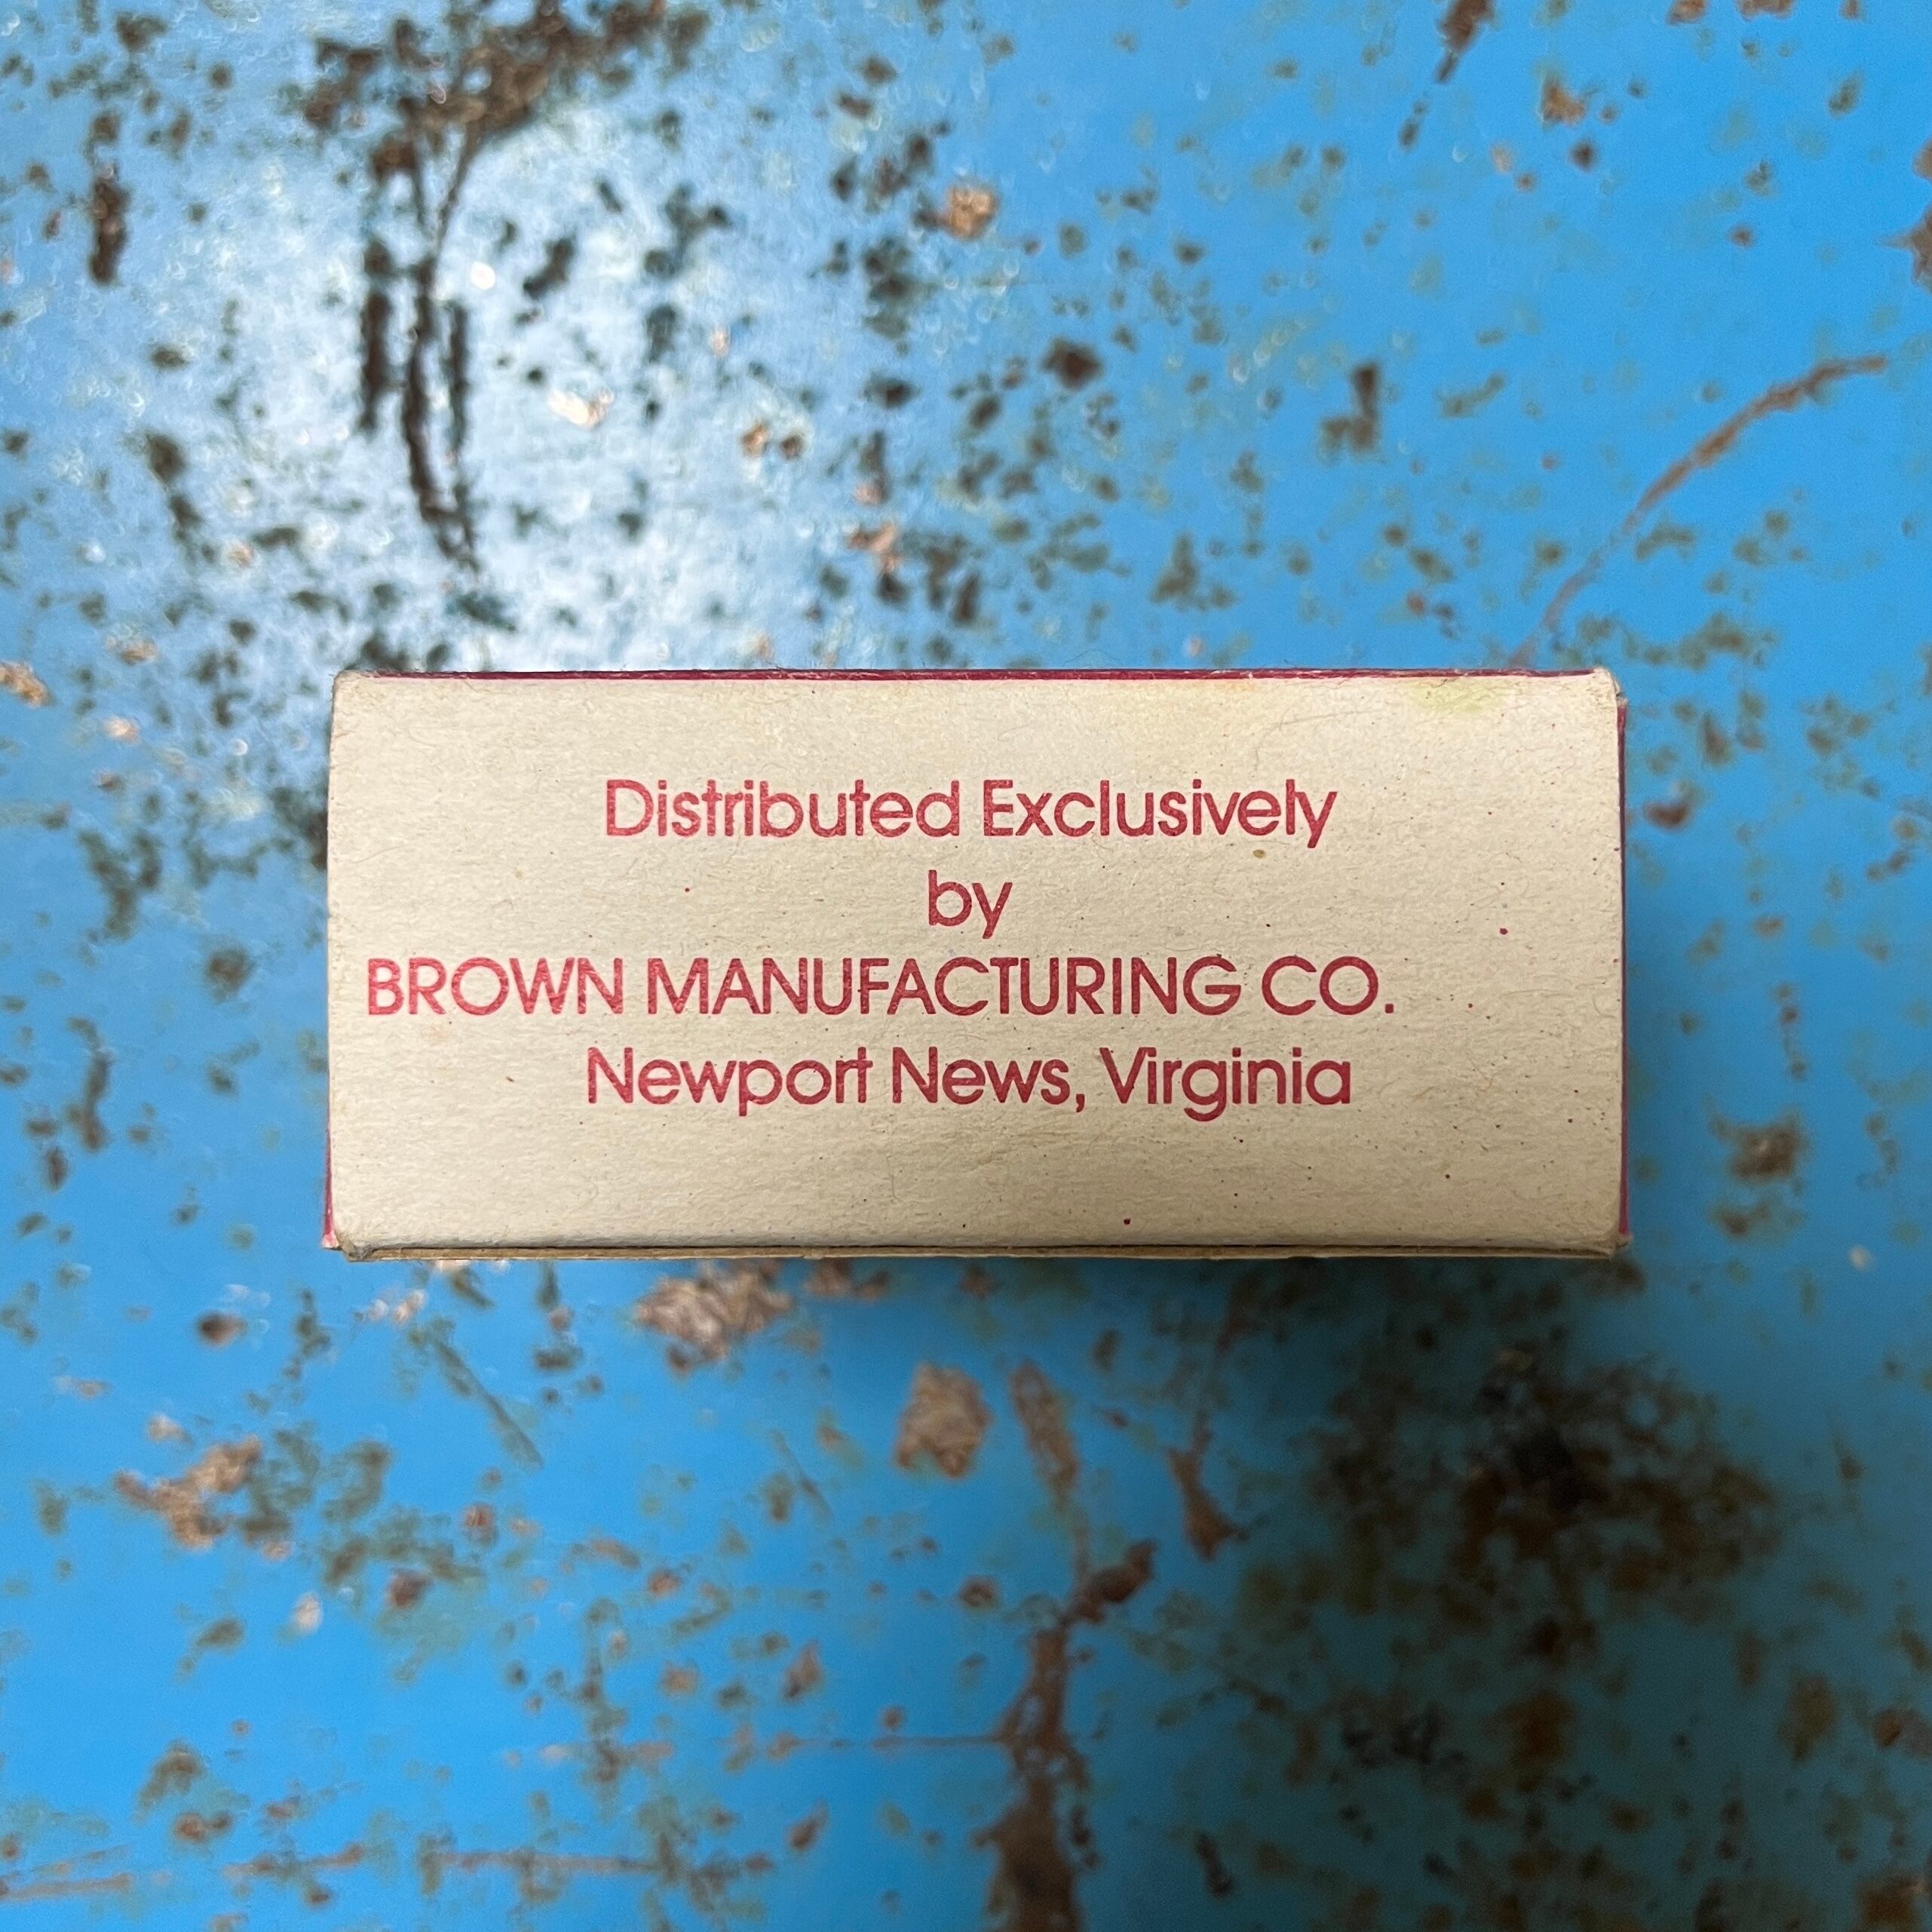 Distributed Exclusively
by
BROWN MANUFACTURING CO.
Newport News, Virginia